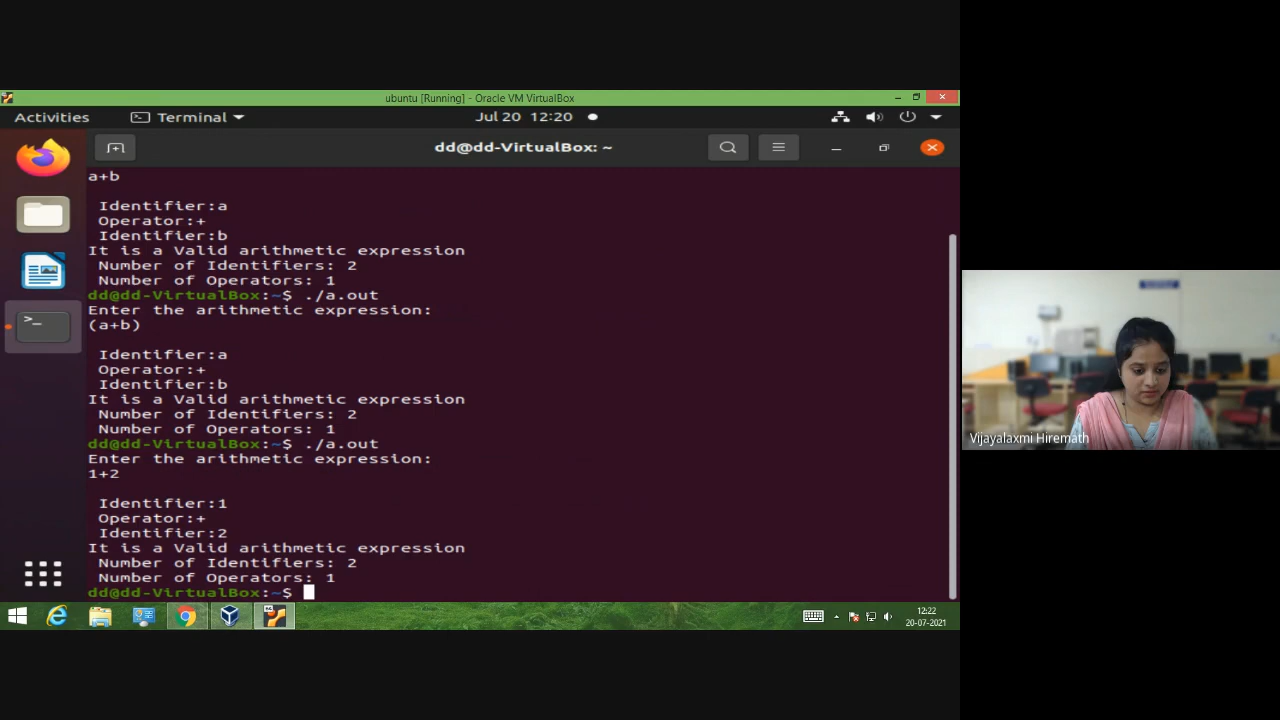 ubuntu [Running] - Oracle VM VirtualBox
Activities
Terminal
Jul 20 12:20
dd@dd-VirtualBox: ~
a+b
Identifier:a
Operator:+
Identifier:b
It is a Valid arithmetic expression
Number of Identifiers: 2
Number of Operators: 1
dd@dd-VirtualBox:~$ ./a.out
Enter the arithmetic expression:
(a+b)
Identifier:a
Operator:+
Identifier:b
It is a Valid arithmetic expression
Number of Identifiers: 2
Number of Operators: 1
dd@dd-VirtualBox:~$ ./a.out
Enter the arithmetic expression:
1+2
Identifier:1
Operator:+
Identifier:2
It is a Valid arithmetic expression
Number of Identifiers: 2
Number of Operators: 1
dd@dd-VirtualBox:~$
12:22
20-07-2021
Vijayalaxmi Hiremath